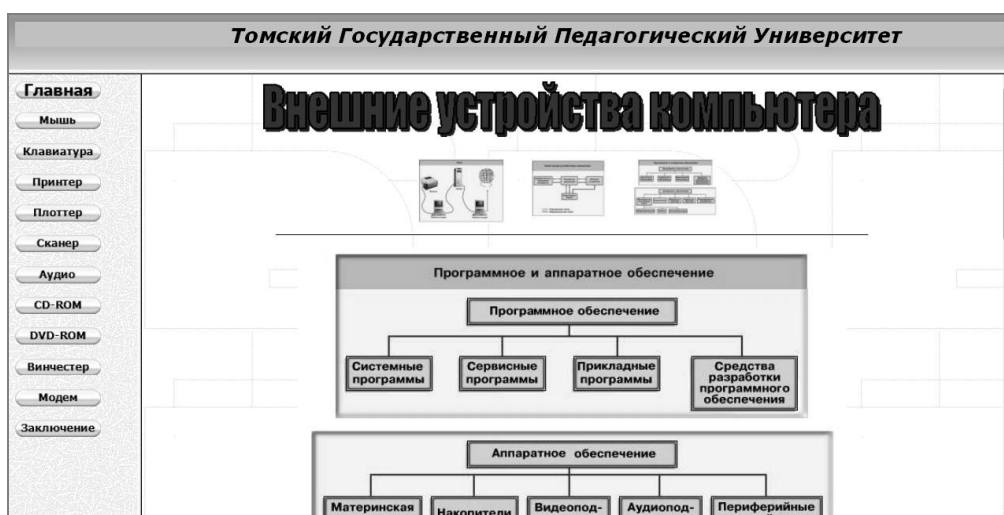 Томский Государственный Педагогический Университет
Главная
Мышь
Клавиатура
Принтер
Плоттер
Сканер
Аудио
CD-ROM
DVD-ROM
Винчестер
Модем
Заключение
Внешние устройства компьютера
Программное и аппаратное обеспечение
Программное обеспечение
Системные
программы
Сервисные
программы
Прикладные
программы
Средства
разработки
программного
обеспечения
Аппаратное обеспечение
Материнская
Накопители
Видеопод-
Аудиопод-
Периферийные